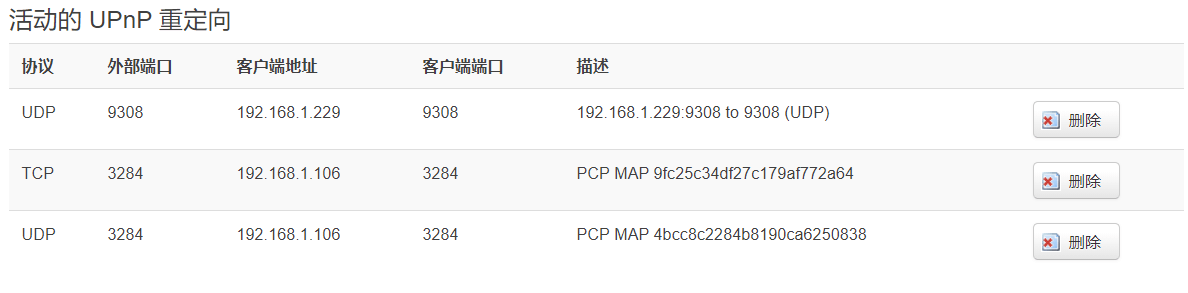 活动的 UPnP 重定向
协议 外部端口 客户端地址 客户端端口 描述
UDP 9308 192.168.1.229 9308 192.168.1.229:9308 to 9308 (UDP) 删除
TCP 3284 192.168.1.106 3284 PCP MAP 9fc25c34df27c179af772a64 删除
UDP 3284 192.168.1.106 3284 PCP MAP 4bcc8c2284b8190ca6250838 删除